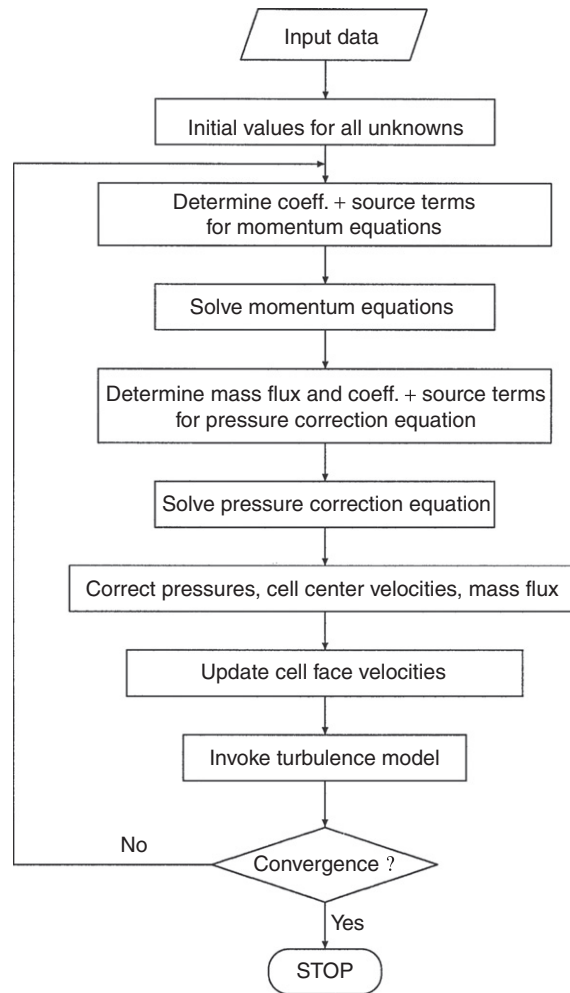 Input data
Initial values for all unknowns
Determine coeff. + source terms
for momentum equations
Solve momentum equations
Determine mass flux and coeff. + source terms
for pressure correction equation
Solve pressure correction equation
Correct pressures, cell center velocities, mass flux
Update cell face velocities
Invoke turbulence model
No
Convergence ?
Yes
STOP